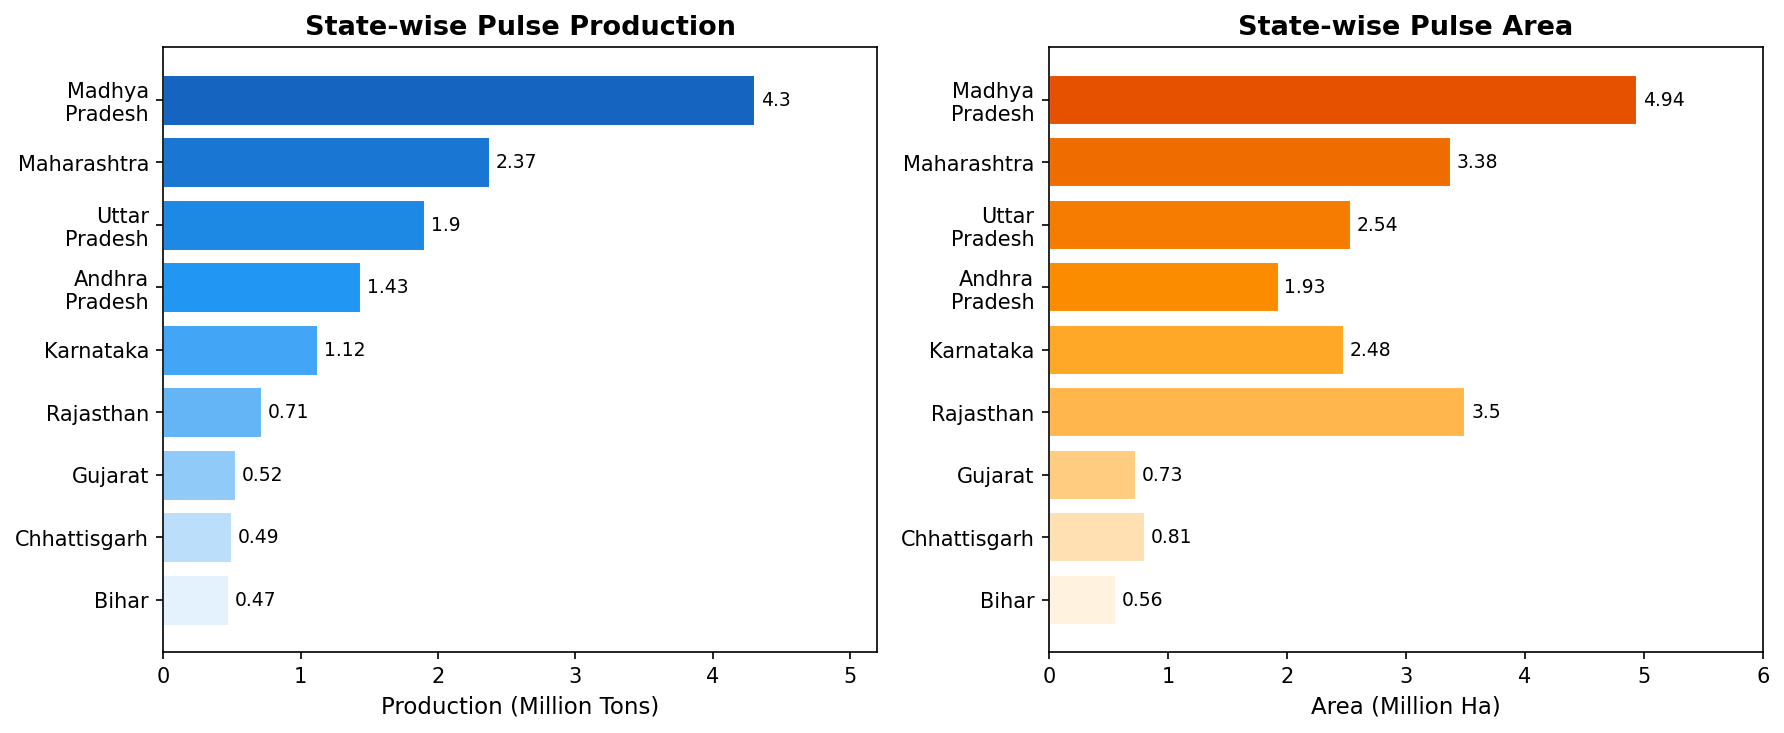 State-wise Pulse Production
Madhya
Pradesh
4.3
Maharashtra
2.37
Uttar
Pradesh
1.9
Andhra
Pradesh
1.43
Karnataka
1.12
Rajasthan
0.71
Gujarat
0.52
Chhattisgarh
0.49
Bihar
0.47
0 1 2 3 4 5
Production (Million Tons)
State-wise Pulse Area
Madhya
Pradesh
4.94
Maharashtra
3.38
Uttar
Pradesh
2.54
Andhra
Pradesh
1.93
Karnataka
2.48
Rajasthan
3.5
Gujarat
0.73
Chhattisgarh
0.81
Bihar
0.56
0 1 2 3 4 5 6
Area (Million Ha)